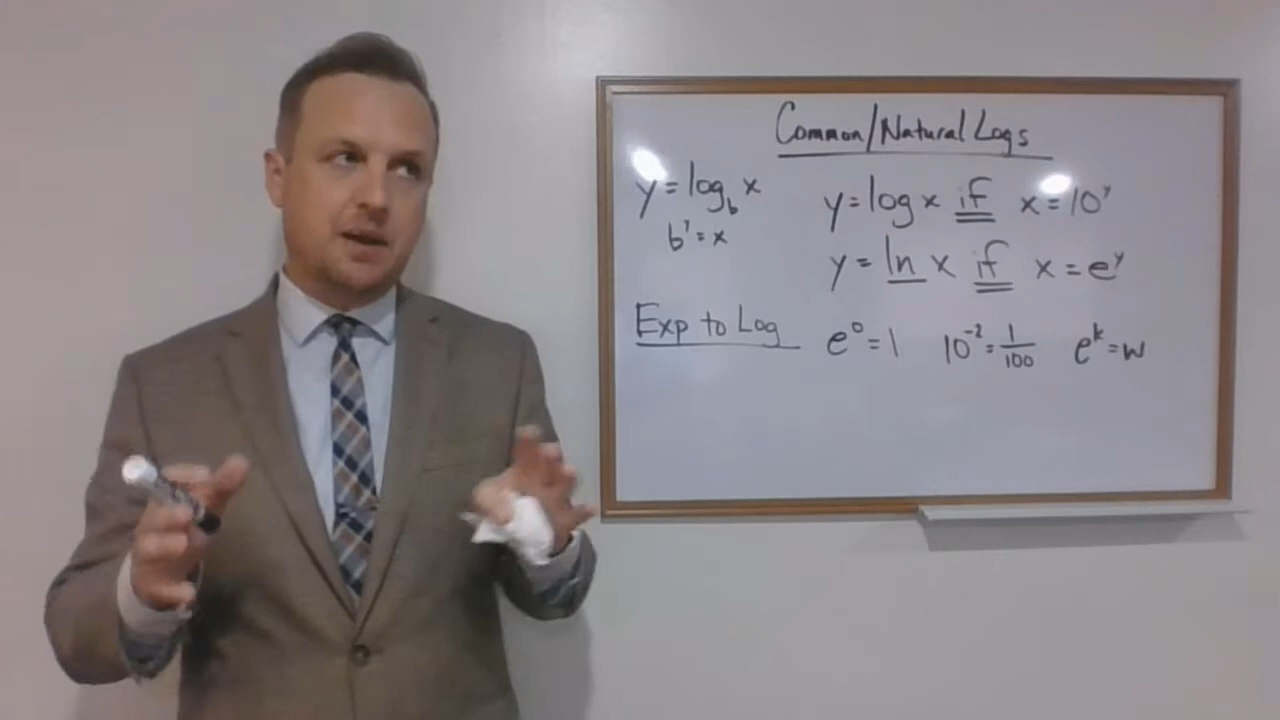 Common/Natural Logs
y = log_b x
b^y = x
y = log x if x = 10^y
y = ln x if x = e^y
Exp to Log
e^0 = 1 10^-2 = 1/100 e^k = w